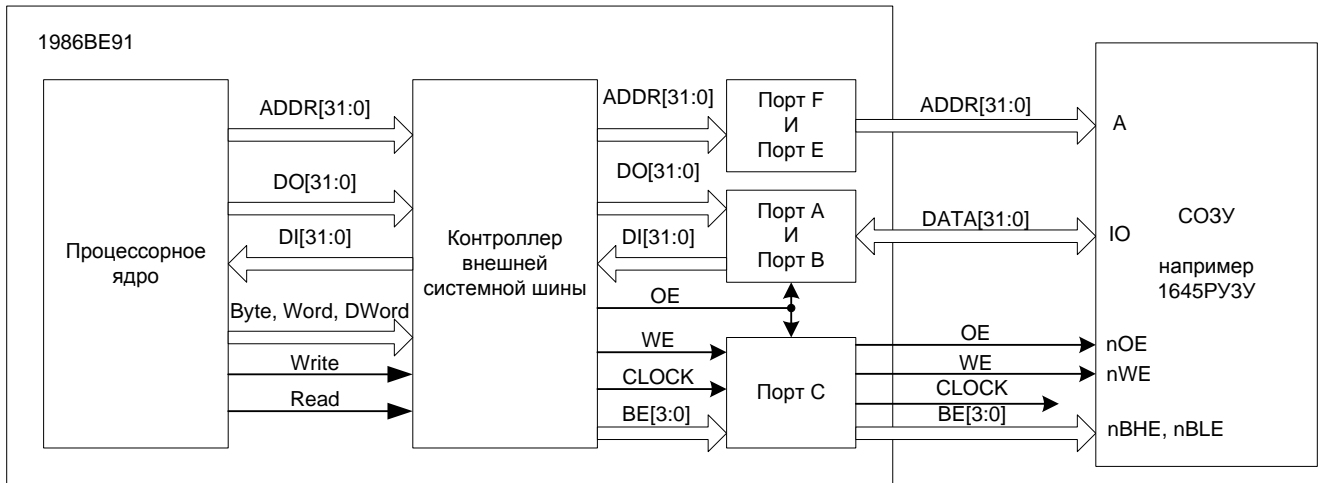 1986BE91
Процессорное
ядро
ADDR[31:0]
DO[31:0]
DI[31:0]
Byte, Word, DWord
Write
Read
Контроллер
внешней
системной шины
ADDR[31:0]
DO[31:0]
DI[31:0]
OE
WE
CLOCK
BE[3:0]
Порт F
И
Порт E
Порт A
И
Порт B
Порт C
ADDR[31:0]
DATA[31:0]
OE
WE
CLOCK
BE[3:0]
A
IO
nOE
nWE
nBHE, nBLE
СОЗУ
например
1645РУ3У